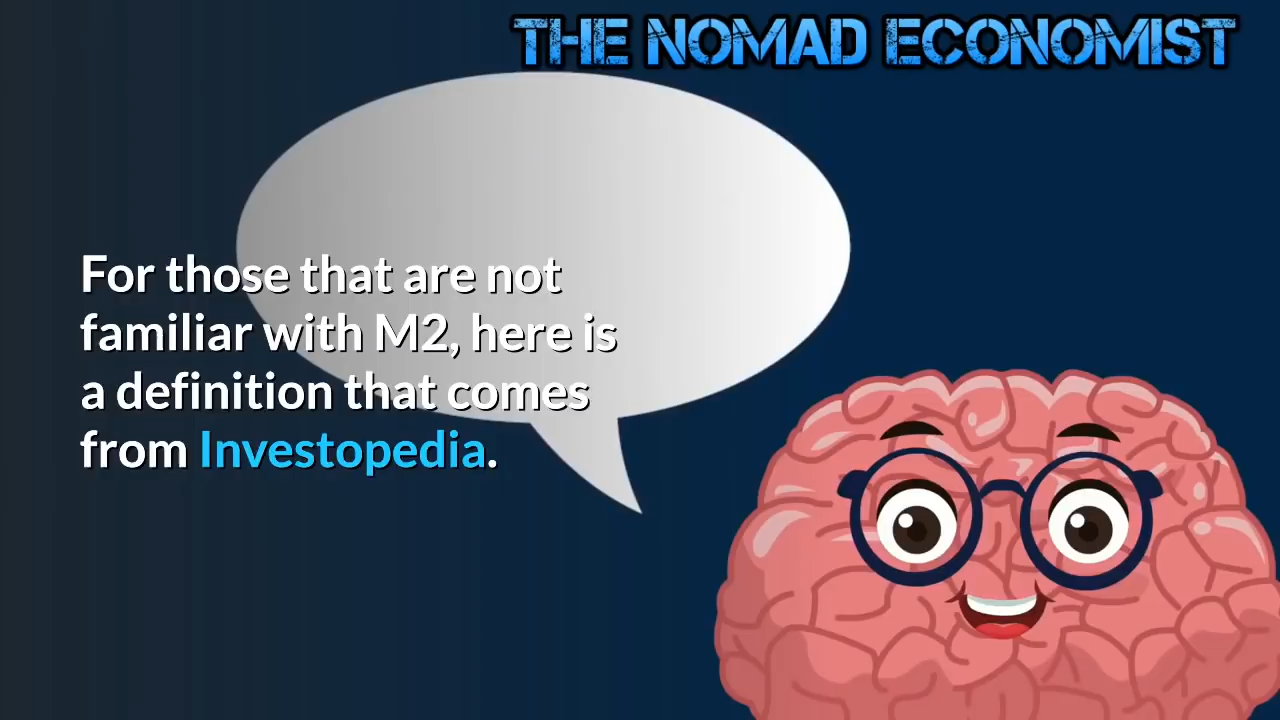 THE NOMAD ECONOMIST
For those that are not
familiar with M2, here is
a definition that comes
from Investopedia.